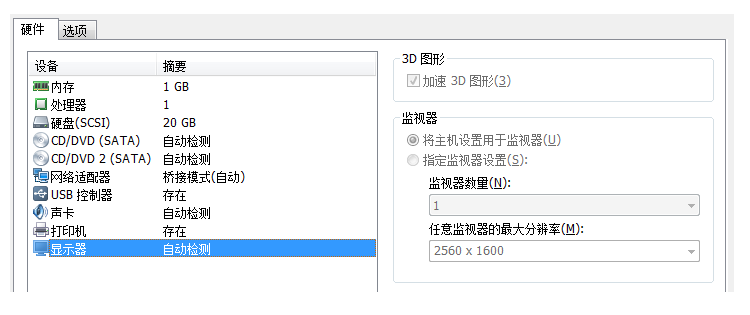 硬件 选项
设备 摘要
内存 1 GB
处理器 1
硬盘(SCSI) 20 GB
CD/DVD (SATA) 自动检测
CD/DVD 2 (SATA) 自动检测
网络适配器 桥接模式(自动)
USB 控制器 存在
声卡 自动检测
打印机 存在
显示器 自动检测
3D 图形
加速 3D 图形(3)
监视器
将主机设置用于监视器(U)
指定监视器设置(S):
监视器数量(N):
1
任意监视器的最大分辨率(M):
2560 x 1600